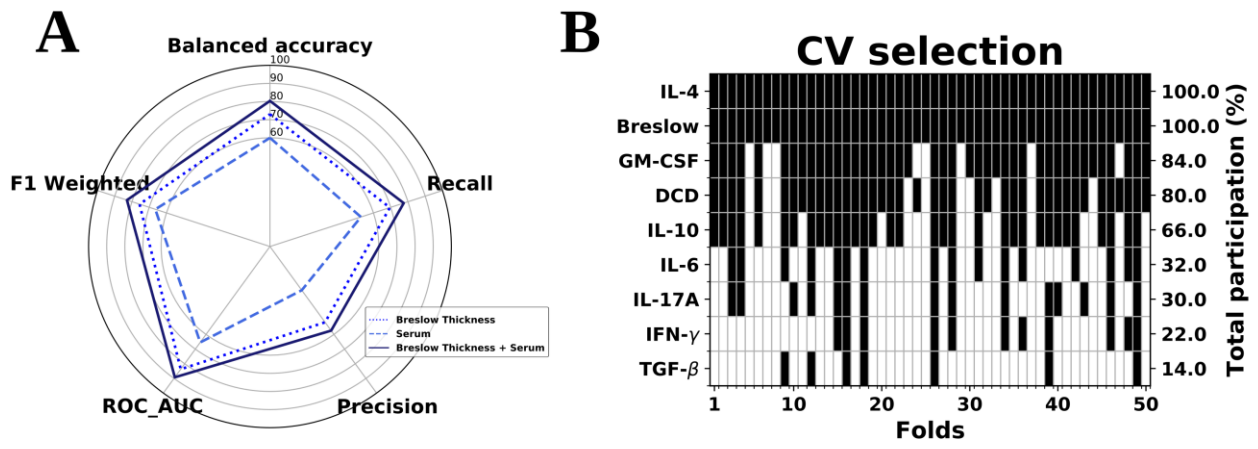 A
Balanced accuracy
100
90
80
70
60
F1 Weighted
Recall
ROC_AUC
Precision
Breslow Thickness
Serum
Breslow Thickness + Serum
B
CV selection
IL-4
100.0
Breslow
100.0
GM-CSF
84.0
DCD
80.0
IL-10
66.0
IL-6
32.0
IL-17A
30.0
IFN-γ
22.0
TGF-β
14.0
Total participation (%)
1 10 20 30 40 50
Folds